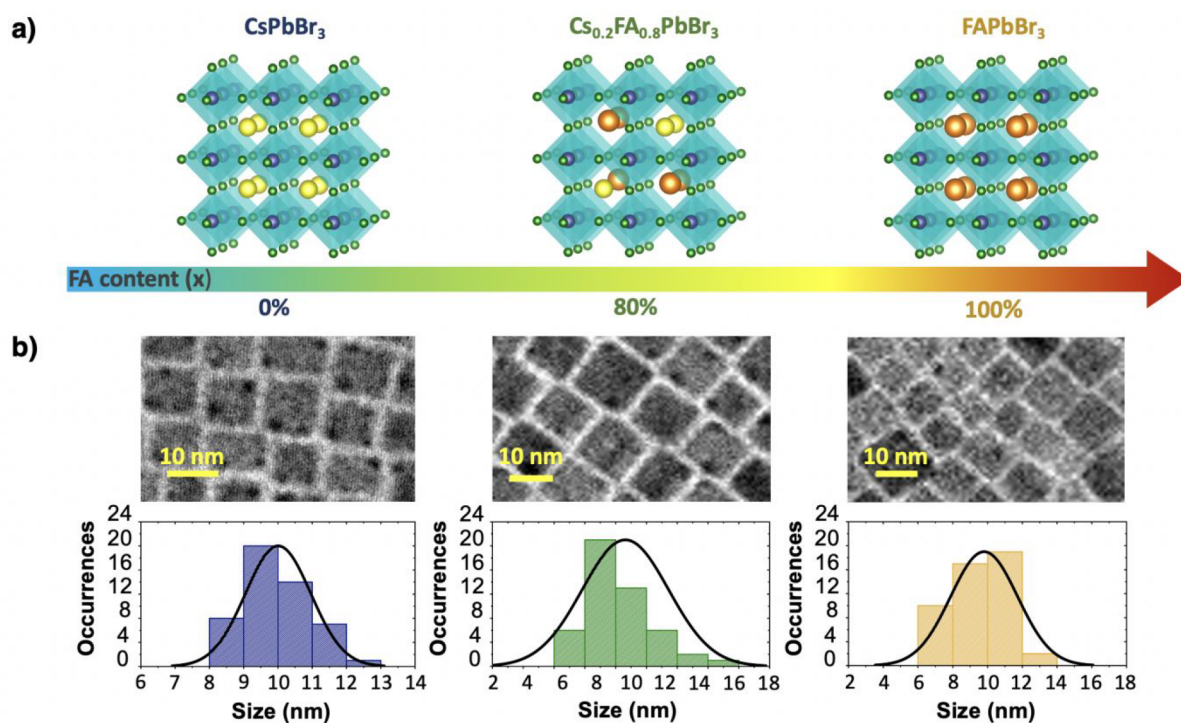 a)
CsPbBr₃
Cs₀.₂FA₀.₈PbBr₃
FAPbBr₃
FA content (x)
0%
80%
100%
b)
10 nm
10 nm
10 nm
Occurrences
24
20
16
12
8
4
0
6 7 8 9 10 11 12 13 14
Size (nm)
Occurrences
24
20
16
12
8
4
0
2 4 6 8 10 12 14 16 18
Size (nm)
Occurrences
24
20
16
12
8
4
0
2 4 6 8 10 12 14 16 18
Size (nm)